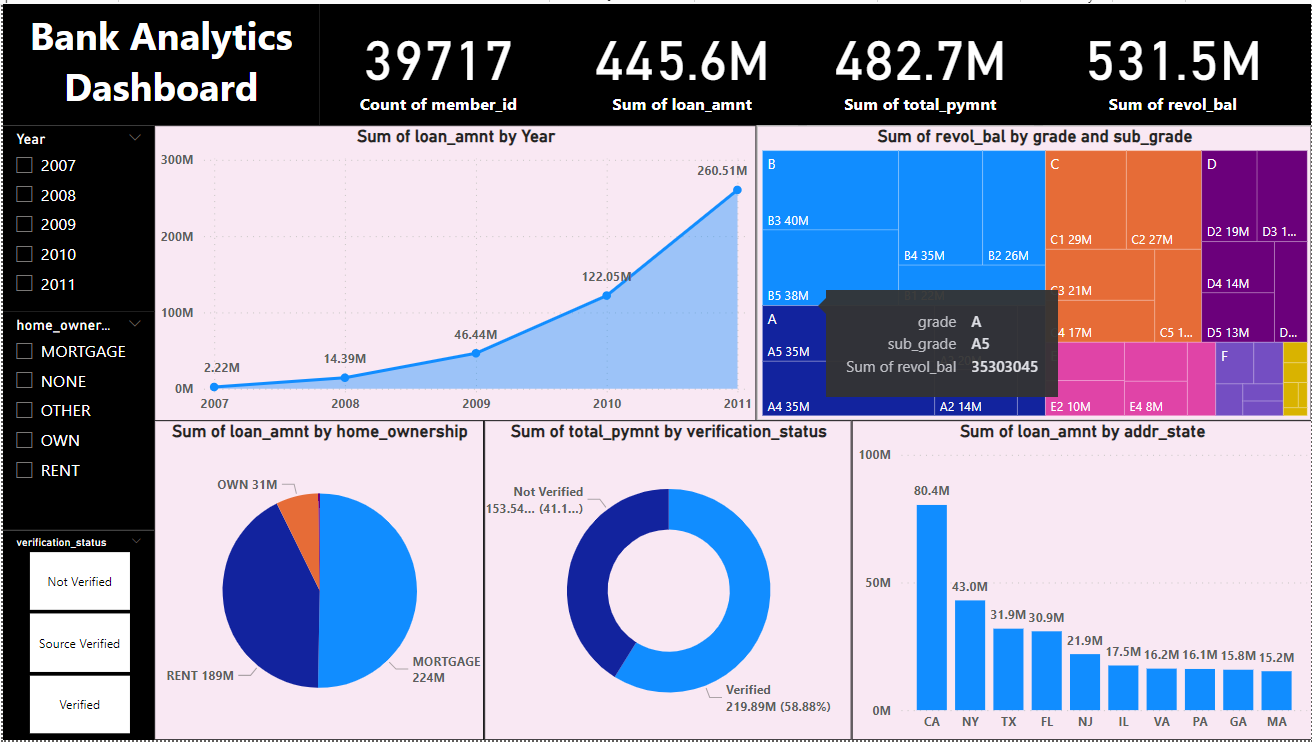 Bank Analytics
Dashboard
39717
Count of member_id
445.6M
Sum of loan_amnt
482.7M
Sum of total_pymnt
531.5M
Sum of revol_bal
Year
2007
2008
2009
2010
2011
home_owner...
MORTGAGE
NONE
OTHER
OWN
RENT
verification_status
Not Verified
Source Verified
Verified
Sum of loan_amnt by Year
300M
200M
100M
0M
2.22M
14.39M
46.44M
122.05M
260.51M
2007
2008
2009
2010
2011
Sum of revol_bal by grade and sub_grade
B
B3 40M
B5 38M
B4 35M
B2 26M
A
A5 35M
A4 35M
A2 14M
C
C1 29M
C2 27M
C3 21M
C4 17M
C5 1...
D
D2 19M
D3 1...
D4 14M
D5 13M
D...
E2 10M
E4 8M
F
grade A
sub_grade A5
Sum of revol_bal 35303045
Sum of loan_amnt by home_ownership
OWN 31M
RENT 189M
MORTGAGE
224M
Sum of total_pymnt by verification_status
Not Verified
153.54... (41.1...)
Verified
219.89M (58.88%)
Sum of loan_amnt by addr_state
100M
50M
0M
80.4M
43.0M
31.9M
30.9M
21.9M
17.5M
16.2M
16.1M
15.8M
15.2M
CA
NY
TX
FL
NJ
IL
VA
PA
GA
MA